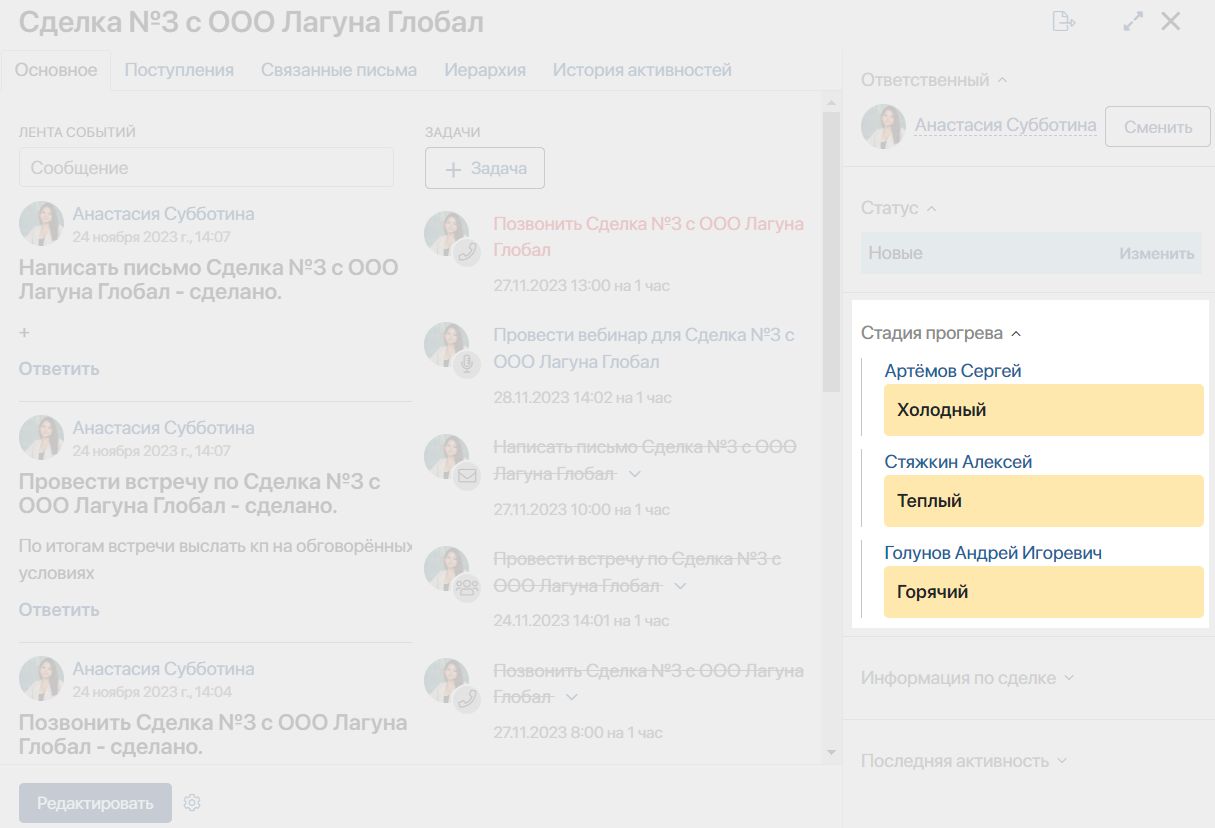 Сделка №3 с ООО Лагуна Глобал
Основное
Поступления
Связанные письма
Иерархия
История активностей
ЛЕНТА СОБЫТИЙ
Сообщение
Анастасия Субботина
24 ноября 2023 г., 14:07
Написать письмо Сделка №3 с ООО
Лагуна Глобал - сделано.
+
Ответить
Анастасия Субботина
24 ноября 2023 г., 14:07
Провести встречу по Сделка №3 с
ООО Лагуна Глобал - сделано.
По итогам встречи выслать кп на обговорённых
условиях
Ответить
Анастасия Субботина
24 ноября 2023 г., 14:04
Позвонить Сделка №3 с ООО Лагуна
Глобал - сделано.
Редактировать
ЗАДАЧИ
+ Задача
Позвонить Сделка №3 с ООО Лагуна
Глобал
27.11.2023 13:00 на 1 час
Провести вебинар для Сделка №3 с
ООО Лагуна Глобал
28.11.2023 14:02 на 1 час
Написать письмо Сделка №3 с ООО
Лагуна Глобал
27.11.2023 10:00 на 1 час
Провести встречу по Сделка №3 с
ООО Лагуна Глобал
24.11.2023 14:01 на 1 час
Позвонить Сделка №3 с ООО Лагуна
Глобал
27.11.2023 8:00 на 1 час
Ответственный
Анастасия Субботина
Сменить
Статус
Новые
Изменить
Стадия прогрева
Артёмов Сергей
Холодный
Стяжкин Алексей
Теплый
Голунов Андрей Игоревич
Горячий
Информация по сделке
Последняя активность